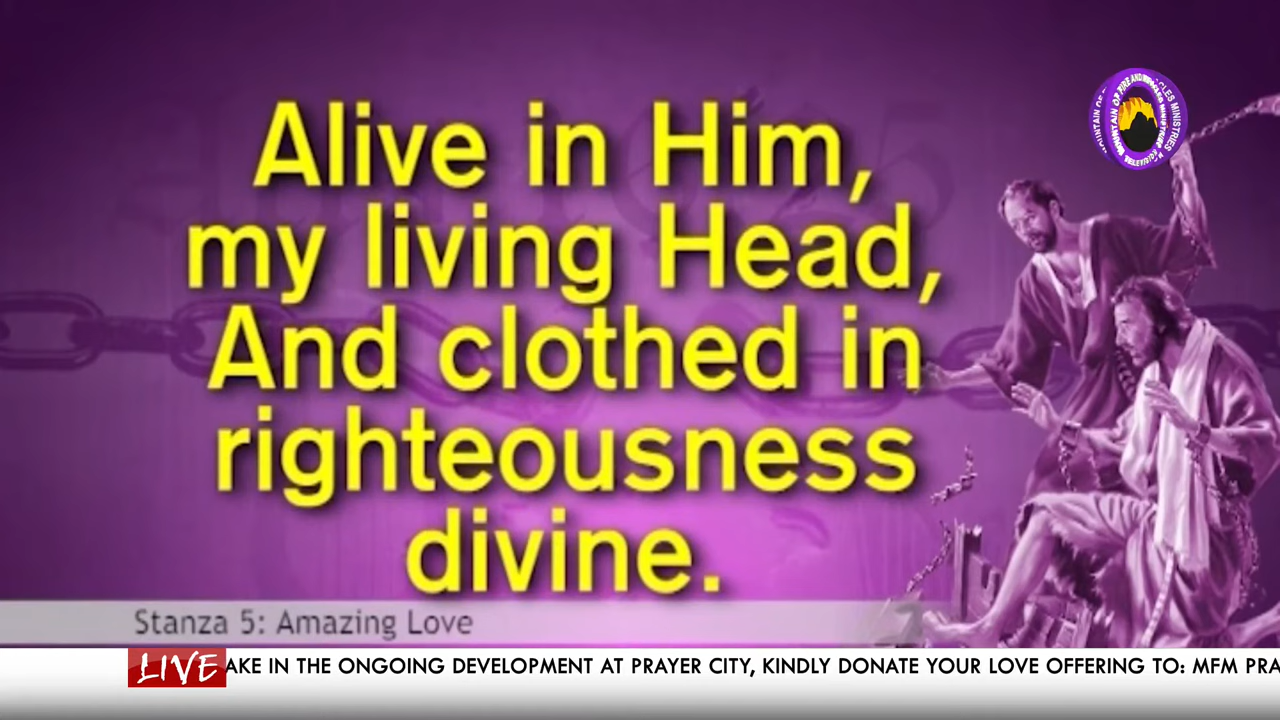 Alive in Him,
my living Head,
And clothed in
righteousness
divine.
Stanza 5: Amazing Love
LIVE
AKE IN THE ONGOING DEVELOPMENT AT PRAYER CITY, KINDLY DONATE YOUR LOVE OFFERING TO: MFM PRA